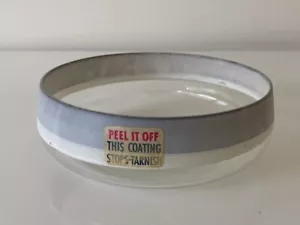 PEEL IT OFF
THIS COATING
STOPS-TARNISH